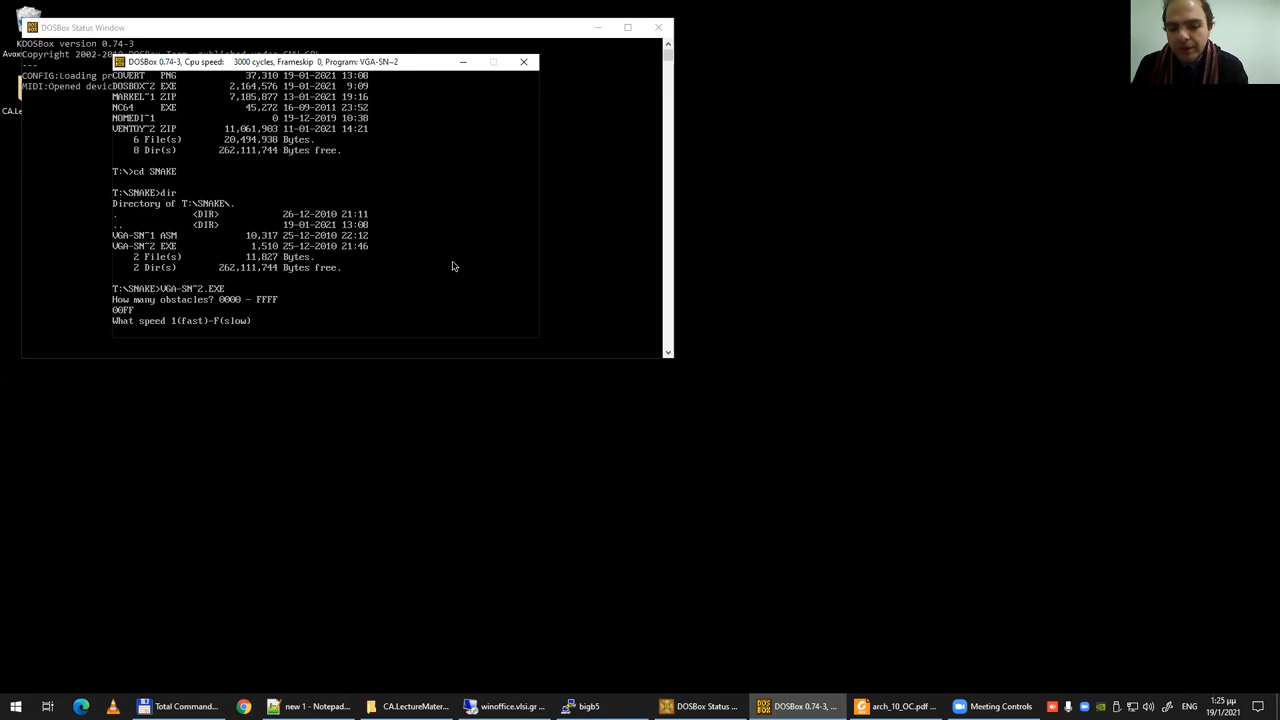 DOSBox Status Window
KDOSBox version 0.74-3
Avax
Copyright 2002-2019 DOSBox Team, published under GNU GPL.
---
CONFIG:Loading pr
MIDI:Opened devic
CA.Le
DOSBox 0.74-3, Cpu speed: 3000 cycles, Frameskip 0, Program: VGA-SN~2
COVERT PNG 37,310 19-01-2021 13:08
DOSBOX~2 EXE 2,164,576 19-01-2021 9:09
MARKEL~1 ZIP 7,185,877 13-01-2021 19:16
NC64 EXE 45,272 16-09-2011 23:52
NOMEDI~1 0 19-12-2019 10:38
VENTOY~2 ZIP 11,061,903 11-01-2021 14:21
6 File(s) 20,494,938 Bytes.
8 Dir(s) 262,111,744 Bytes free.
T:\>cd SNAKE
T:\SNAKE>dir
Directory of T:\SNAKE\.
. <DIR> 26-12-2010 21:11
.. <DIR> 19-01-2021 13:08
VGA-SN~1 ASM 10,317 25-12-2010 22:12
VGA-SN~2 EXE 1,510 25-12-2010 21:46
2 File(s) 11,827 Bytes.
2 Dir(s) 262,111,744 Bytes free.
T:\SNAKE>VGA-SN~2.EXE
How many obstacles? 0000 - FFFF
00FF
What speed 1(fast)-F(slow)
Total Command...
new 1 - Notepad...
CA.LectureMater...
winoffice.vlsi.gr ...
bigb5
DOSBox Status ...
DOSBox 0.74-3, ...
arch_10_OC.pdf ...
Meeting Controls
ENG
1:25 μμ
19/1/2021